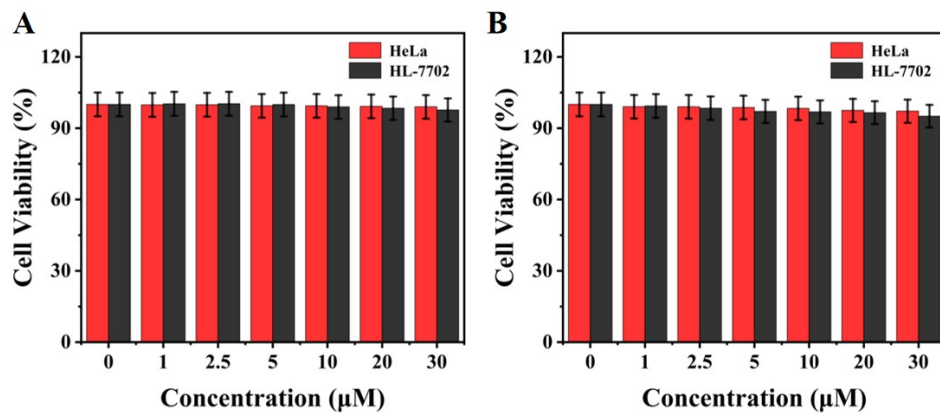 A
HeLa
HL-7702
120
90
60
30
0
Cell Viability (%)
0 1 2.5 5 10 20 30
Concentration (μM)
B
HeLa
HL-7702
120
90
60
30
0
Cell Viability (%)
0 1 2.5 5 10 20 30
Concentration (μM)